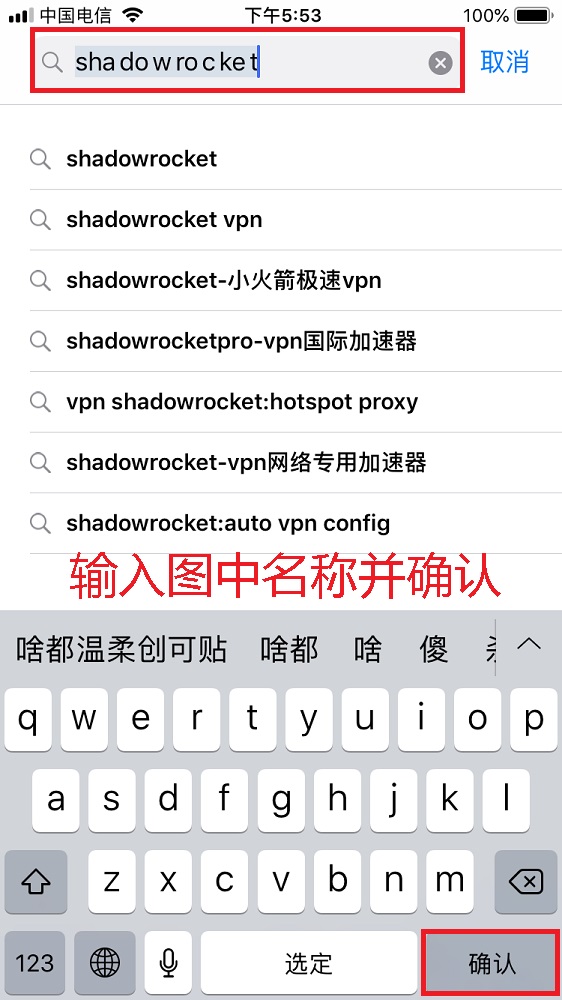 中国电信 下午5:53 100%
shadowrocket 取消
shadowrocket
shadowrocket vpn
shadowrocket-小火箭极速vpn
shadowrocketpro-vpn国际加速器
vpn shadowrocket:hotspot proxy
shadowrocket-vpn网络专用加速器
shadowrocket:auto vpn config
输入图中名称并确认
啥都温柔创可贴 啥都 啥 傻
q w e r t y u i o p
a s d f g h j k l
z x c v b n m
123 选定 确认